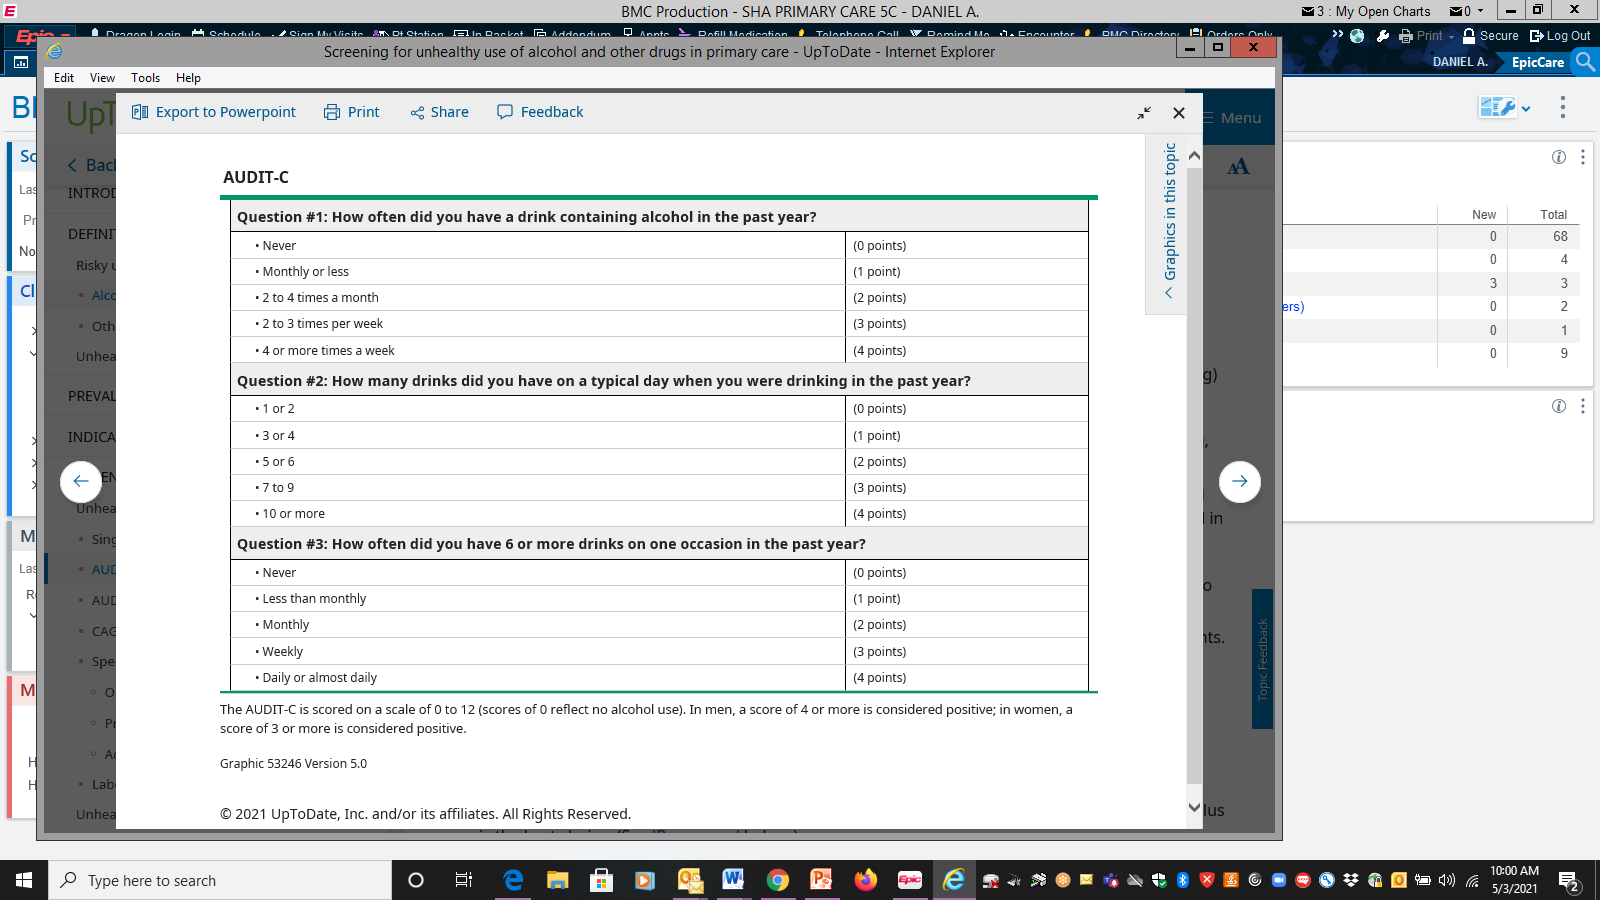 BMC Production - SHA PRIMARY CARE 5C - DANIEL A.
3 : My Open Charts
0
Epic
Print
Secure
Log Out
DANIEL A.
EpicCare
Screening for unhealthy use of alcohol and other drugs in primary care - UpToDate - Internet Explorer
Edit View Tools Help
Export to Powerpoint
Print
Share
Feedback
Menu
AUDIT-C
Question #1: How often did you have a drink containing alcohol in the past year?
• Never (0 points)
• Monthly or less (1 point)
• 2 to 4 times a month (2 points)
• 2 to 3 times per week (3 points)
• 4 or more times a week (4 points)
Question #2: How many drinks did you have on a typical day when you were drinking in the past year?
• 1 or 2 (0 points)
• 3 or 4 (1 point)
• 5 or 6 (2 points)
• 7 to 9 (3 points)
• 10 or more (4 points)
Question #3: How often did you have 6 or more drinks on one occasion in the past year?
• Never (0 points)
• Less than monthly (1 point)
• Monthly (2 points)
• Weekly (3 points)
• Daily or almost daily (4 points)
The AUDIT-C is scored on a scale of 0 to 12 (scores of 0 reflect no alcohol use). In men, a score of 4 or more is considered positive; in women, a
score of 3 or more is considered positive.
Graphic 53246 Version 5.0
© 2021 UpToDate, Inc. and/or its affiliates. All Rights Reserved.
Graphics in this topic
Topic Feedback
New Total
0 68
0 4
3 3
ers) 0 2
0 1
0 9
Type here to search
10:00 AM
5/3/2021
2